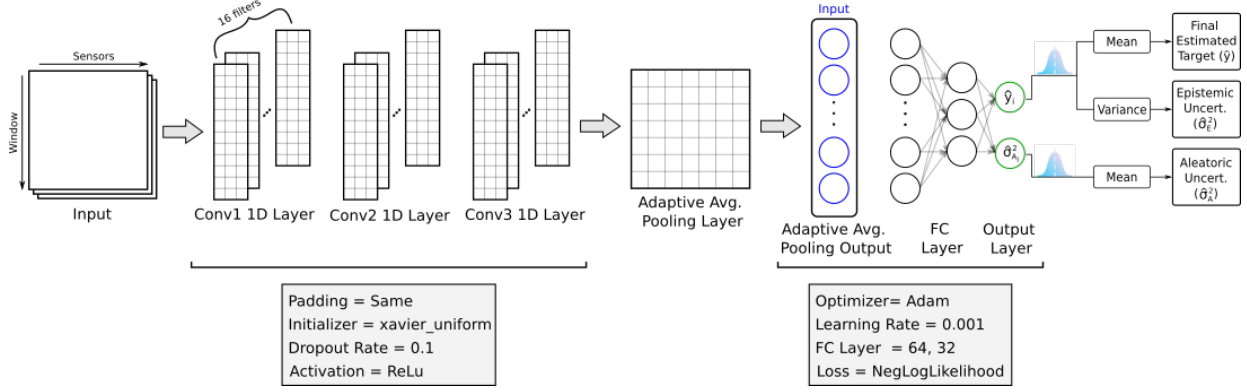 Sensors
Window
Input
16 filters
Conv1 1D Layer
Conv2 1D Layer
Conv3 1D Layer
Padding = Same
Initializer = xavier_uniform
Dropout Rate = 0.1
Activation = ReLu
Adaptive Avg.
Pooling Layer
Input
Adaptive Avg.
Pooling Output
FC
Layer
Output
Layer
ŷᵢ
σ̂²Aᵢ
Optimizer= Adam
Learning Rate = 0.001
FC Layer = 64, 32
Loss = NegLogLikelihood
Mean
Final
Estimated
Target (ŷ)
Variance
Epistemic
Uncert.
(σ̂²E)
Mean
Aleatoric
Uncert.
(σ̂²A)